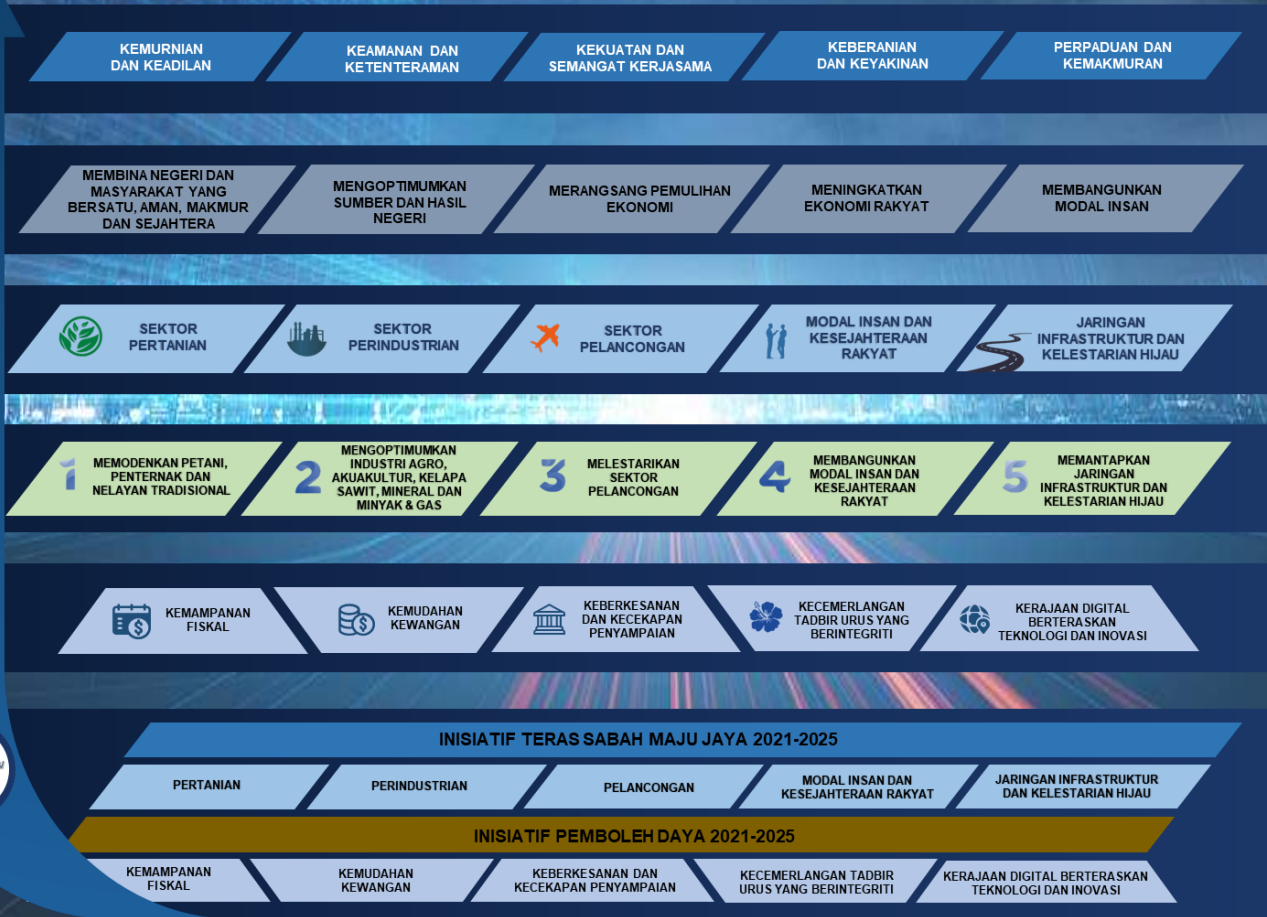 KEMURNIAN
DAN KEADILAN
KEAMANAN DAN
KETENTERAMAN
KEKUATAN DAN
SEMANGAT KERJASAMA
KEBERANIAN
DAN KEYAKINAN
PERPADUAN DAN
KEMAKMURAN
MEMBINA NEGERI DAN
MASYARAKAT YANG
BERSATU, AMAN, MAKMUR
DAN SEJAHTERA
MENGOPTIMUMKAN
SUMBER DAN HASIL
NEGERI
MERANGSANG PEMULIHAN
EKONOMI
MENINGKATKAN
EKONOMI RAKYAT
MEMBANGUNKAN
MODAL INSAN
SEKTOR
PERTANIAN
SEKTOR
PERINDUSTRIAN
SEKTOR
PELANCONGAN
MODAL INSAN DAN
KESEJAHTERAAN
RAKYAT
JARINGAN
INFRASTRUKTUR DAN
KELESTARIAN HIJAU
1
MEMODENKAN PETANI,
PENTERNAK DAN
NELAYAN TRADISIONAL
2
MENGOPTIMUMKAN
INDUSTRI AGRO,
AKUAKULTUR, KELAPA
SAWIT, MINERAL DAN
MINYAK & GAS
3
MELESTARIKAN
SEKTOR
PELANCONGAN
4
MEMBANGUNKAN
MODAL INSAN DAN
KESEJAHTERAAN
RAKYAT
5
MEMANTAPKAN
JARINGAN
INFRASTRUKTUR DAN
KELESTARIAN HIJAU
KEMAMPANAN
FISKAL
KEMUDAHAN
KEWANGAN
KEBERKESANAN
DAN KECEKAPAN
PENYAMPAIAN
KECEMERLANGAN
TADBIR URUS YANG
BERINTEGRITI
KERAJAAN DIGITAL
BERTERASKAN
TEKNOLOGI DAN INOVASI
INISIATIF TERAS SABAH MAJU JAYA 2021-2025
PERTANIAN
PERINDUSTRIAN
PELANCONGAN
MODAL INSAN DAN
KESEJAHTERAAN RAKYAT
JARINGAN INFRASTRUKTUR
DAN KELESTARIAN HIJAU
INISIATIF PEMBOLEH DAYA 2021-2025
KEMAMPANAN
FISKAL
KEMUDAHAN
KEWANGAN
KEBERKESANAN DAN
KECEKAPAN PENYAMPAIAN
KECEMERLANGAN TADBIR
URUS YANG BERINTEGRITI
KERAJAAN DIGITAL BERTERASKAN
TEKNOLOGI DAN INOVASI